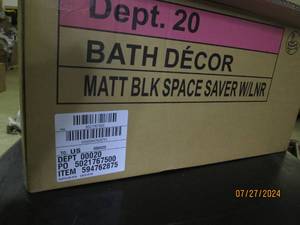 Dept. 20
BATH DÉCOR
MATT BLK SPACE SAVER W/LNR
TO US
DEPT 00020
PO 5021767500
ITEM 594762875
07/27/2024